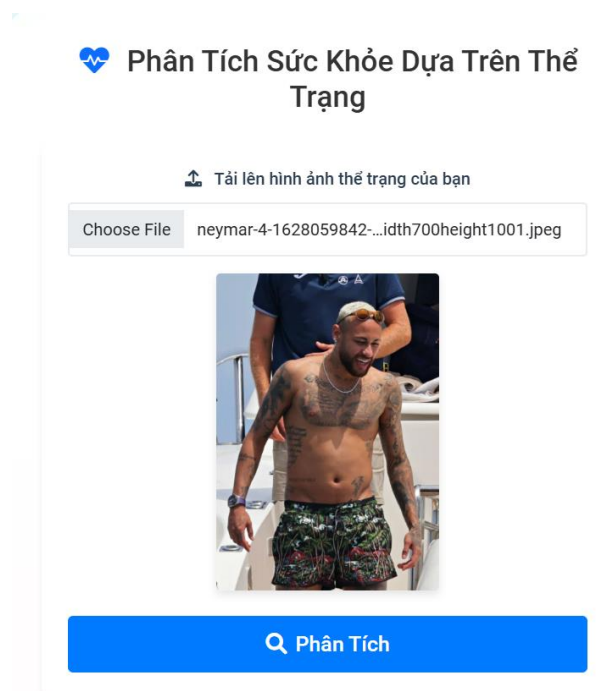 Phân Tích Sức Khỏe Dựa Trên Thể
Trạng
Tải lên hình ảnh thể trạng của bạn
Choose File neymar-4-1628059842-...idth700height1001.jpeg
Phân Tích